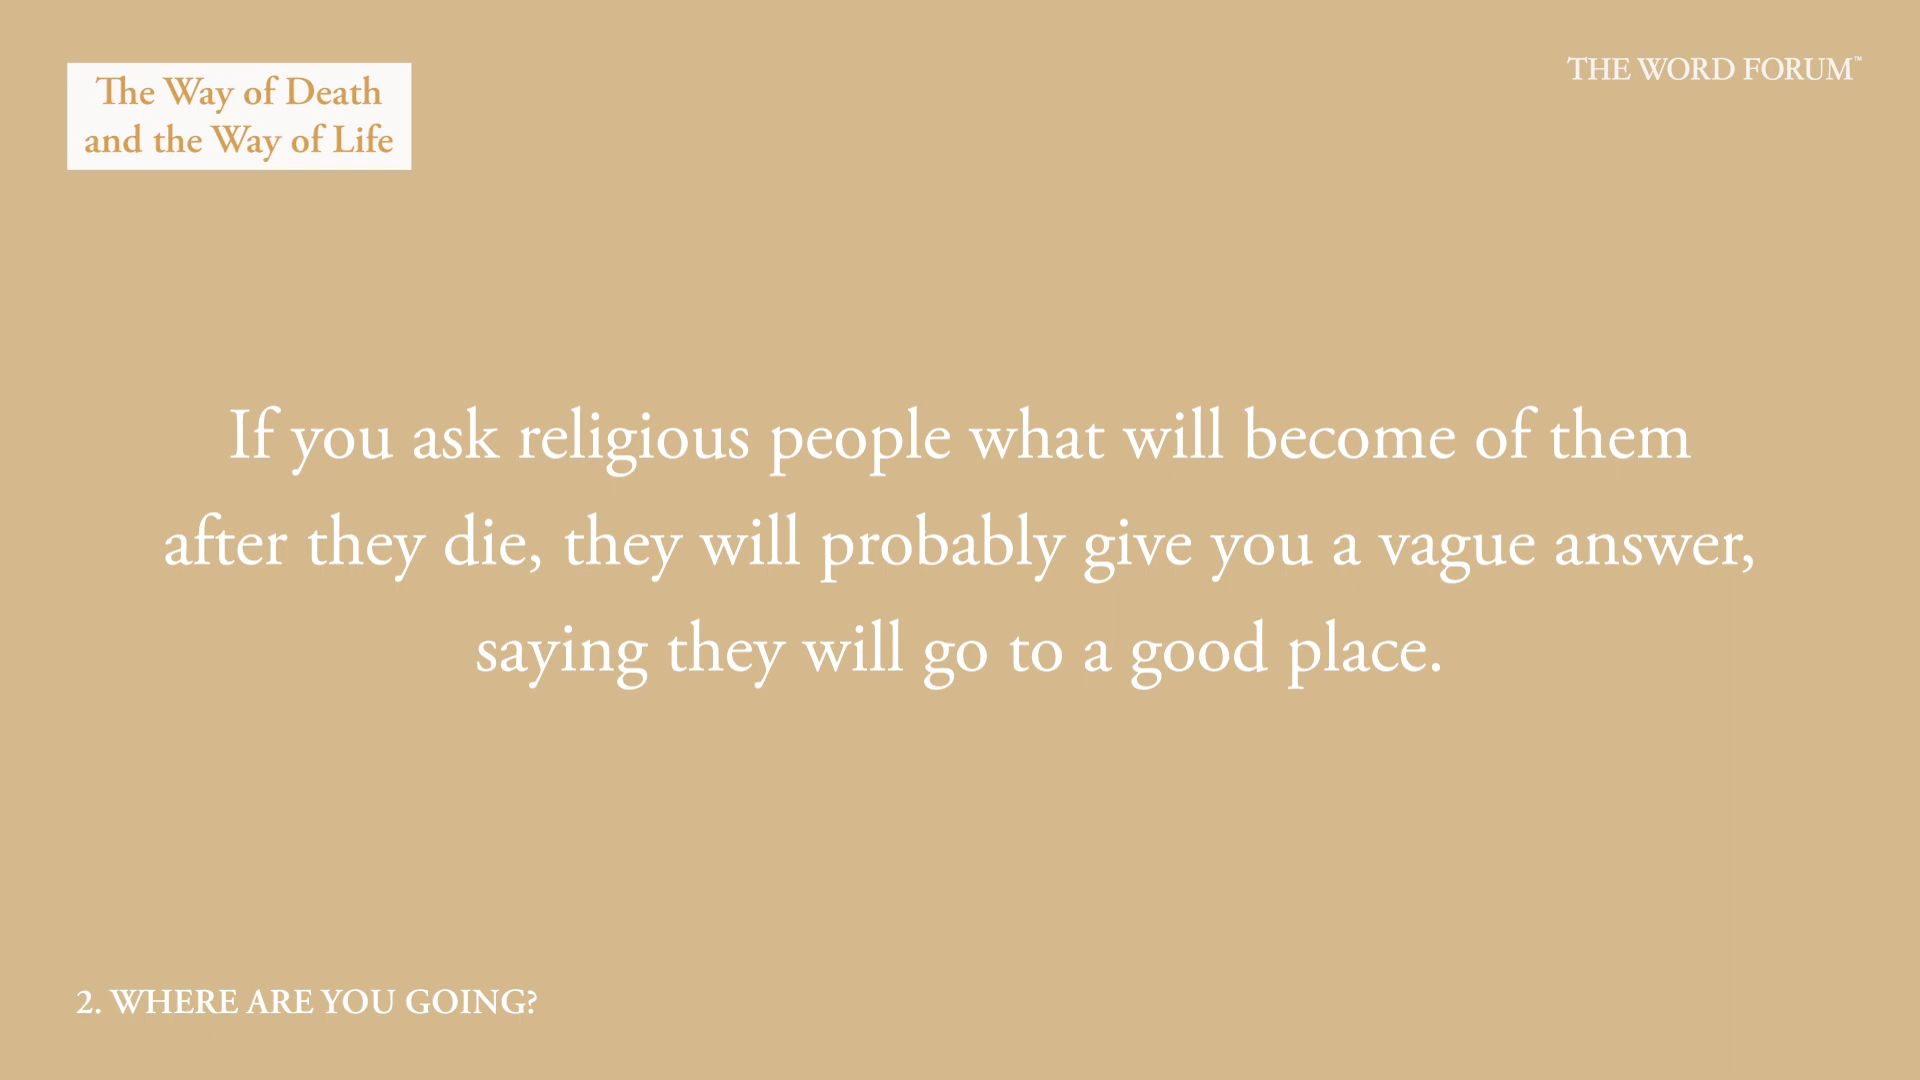 The Way of Death
and the Way of Life
THE WORD FORUM™
If you ask religious people what will become of them
after they die, they will probably give you a vague answer,
saying they will go to a good place.
2. WHERE ARE YOU GOING?